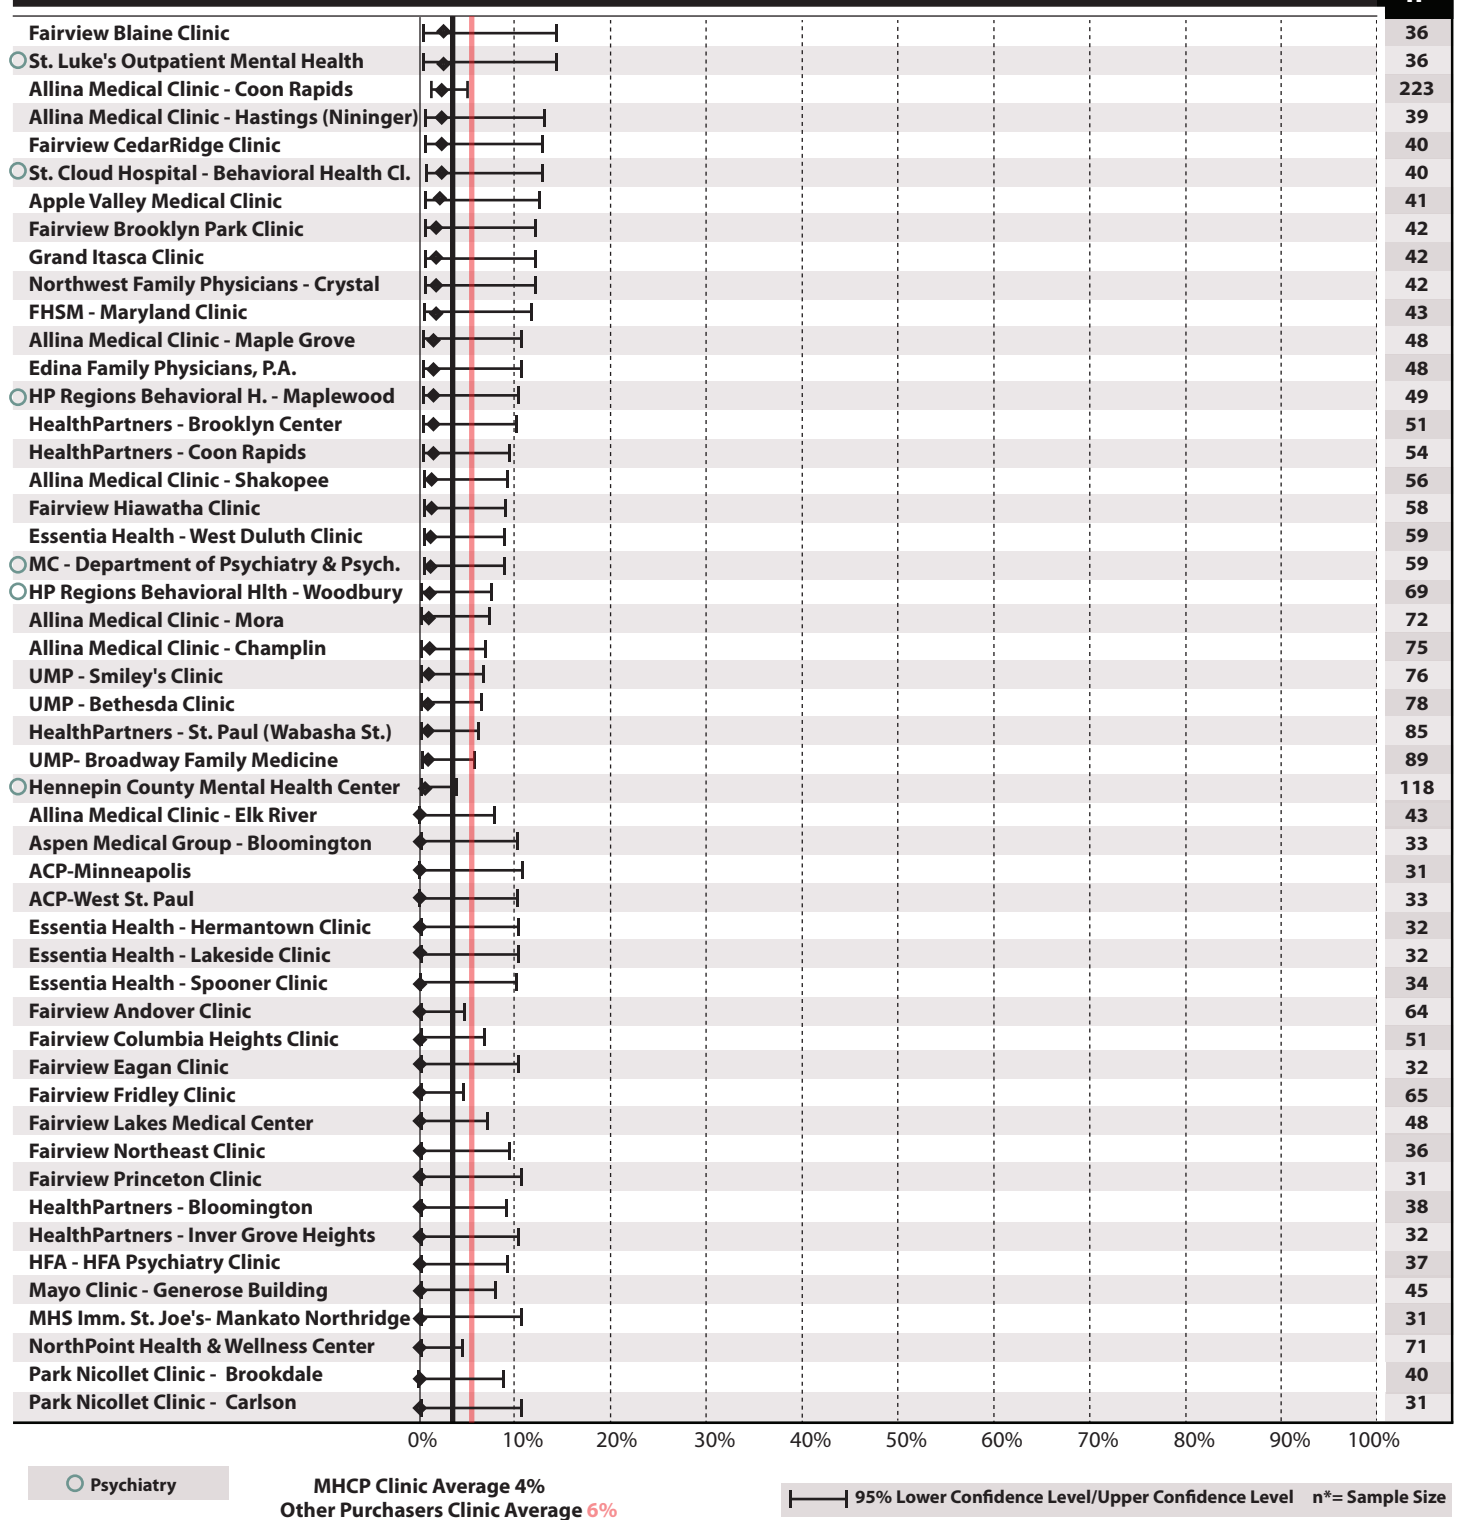 Fairview Blaine Clinic 36
St. Luke's Outpatient Mental Health 36
Allina Medical Clinic - Coon Rapids 223
Allina Medical Clinic - Hastings (Nininger) 39
Fairview CedarRidge Clinic 40
St. Cloud Hospital - Behavioral Health Cl. 40
Apple Valley Medical Clinic 41
Fairview Brooklyn Park Clinic 42
Grand Itasca Clinic 42
Northwest Family Physicians - Crystal 42
FHSM - Maryland Clinic 43
Allina Medical Clinic - Maple Grove 48
Edina Family Physicians, P.A. 48
HP Regions Behavioral H. - Maplewood 49
HealthPartners - Brooklyn Center 51
HealthPartners - Coon Rapids 54
Allina Medical Clinic - Shakopee 56
Fairview Hiawatha Clinic 58
Essentia Health - West Duluth Clinic 59
MC - Department of Psychiatry & Psych. 59
HP Regions Behavioral Hlth - Woodbury 69
Allina Medical Clinic - Mora 72
Allina Medical Clinic - Champlin 75
UMP - Smiley's Clinic 76
UMP - Bethesda Clinic 78
HealthPartners - St. Paul (Wabasha St.) 85
UMP- Broadway Family Medicine 89
Hennepin County Mental Health Center 118
Allina Medical Clinic - Elk River 43
Aspen Medical Group - Bloomington 33
ACP-Minneapolis 31
ACP-West St. Paul 33
Essentia Health - Hermantown Clinic 32
Essentia Health - Lakeside Clinic 32
Essentia Health - Spooner Clinic 34
Fairview Andover Clinic 64
Fairview Columbia Heights Clinic 51
Fairview Eagan Clinic 32
Fairview Fridley Clinic 65
Fairview Lakes Medical Center 48
Fairview Northeast Clinic 36
Fairview Princeton Clinic 31
HealthPartners - Bloomington 38
HealthPartners - Inver Grove Heights 32
HFA - HFA Psychiatry Clinic 37
Mayo Clinic - Generose Building 45
MHS Imm. St. Joe's- Mankato Northridge 31
NorthPoint Health & Wellness Center 71
Park Nicollet Clinic - Brookdale 40
Park Nicollet Clinic - Carlson 31
0% 10% 20% 30% 40% 50% 60% 70% 80% 90% 100%
Psychiatry
MHCP Clinic Average 4%
Other Purchasers Clinic Average 6%
95% Lower Confidence Level/Upper Confidence Level n*= Sample Size